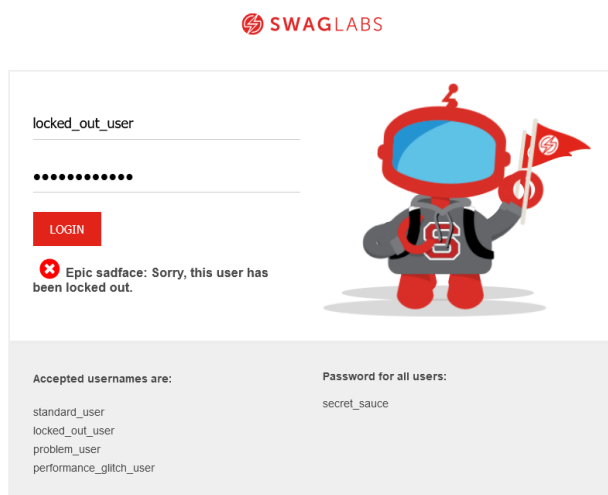 SWAGLABS
locked_out_user
••••••••••••
LOGIN
Epic sadface: Sorry, this user has
been locked out.
S
Accepted usernames are:
standard_user
locked_out_user
problem_user
performance_glitch_user
Password for all users:
secret_sauce